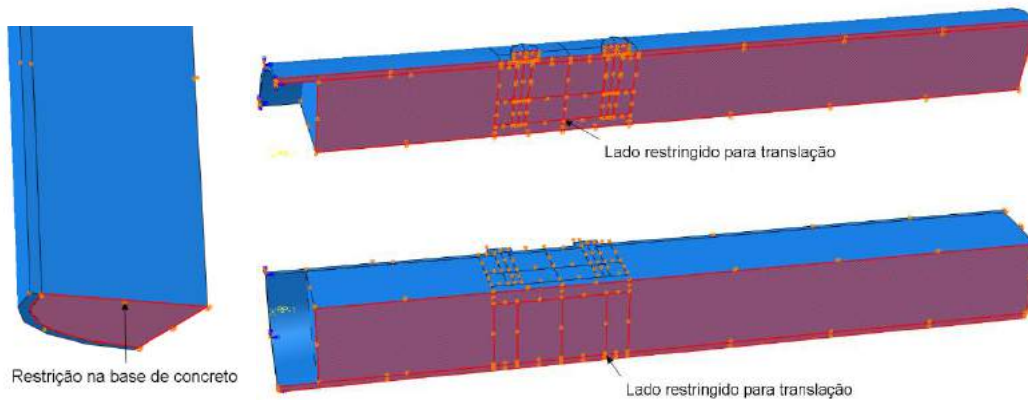 Lado restringido para translação
Restrição na base de concreto
Lado restringido para translação